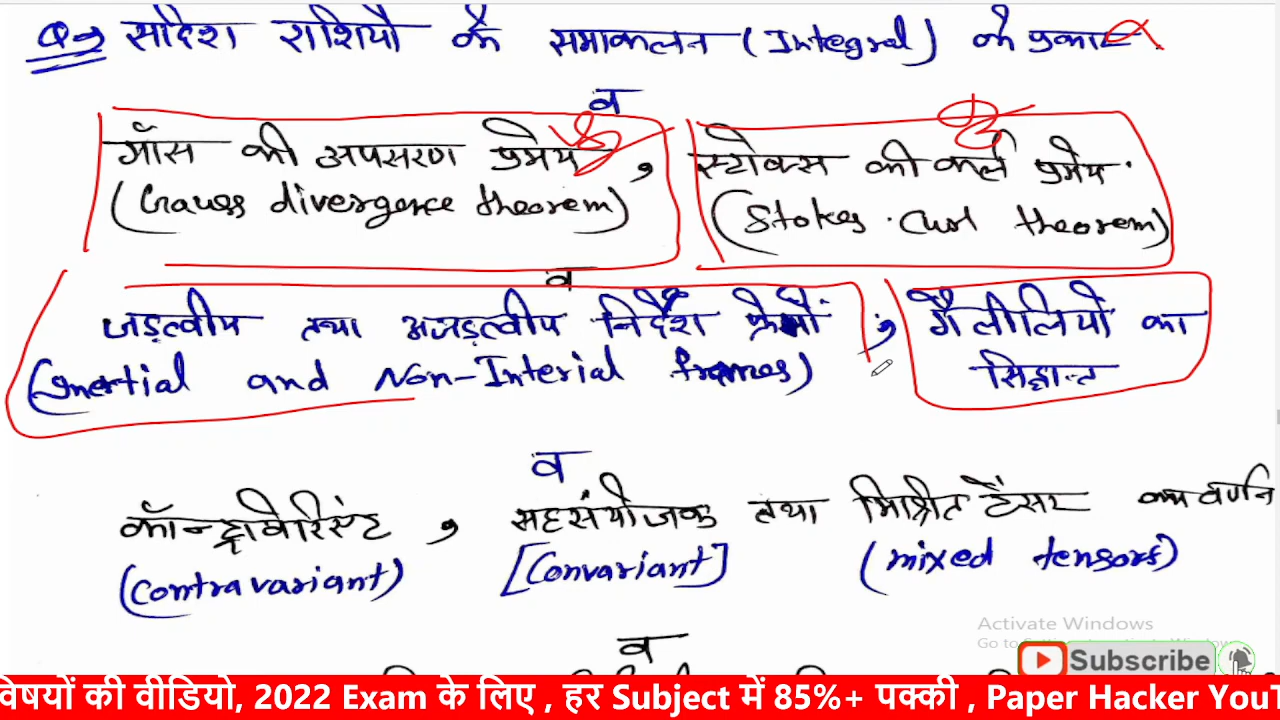 Q→ सदिश राशियों के समाकलन (Integral) के प्रकार
व
गॉस की अपसरण प्रमेय, स्टोक्स की कर्ल प्रमेय.
(Gauss divergence theorem) (Stokes. Curl theorem)
व
जड़त्वीय तथा अजड़त्वीय निर्देश फ्रेमों , गैलीलियो का सिद्धान्त
(Inertial and Non-Interial frames)
व
कॉन्ट्रावेरिएंट , सहसंयोजक तथा मिश्रित टेंसर का वर्णन
(Contravariant) [Convariant] (mixed tensors)
व
Activate Windows
Subscribe
विषयों की वीडियो, 2022 Exam के लिए , हर Subject में 85%+ पक्की , Paper Hacker YouT